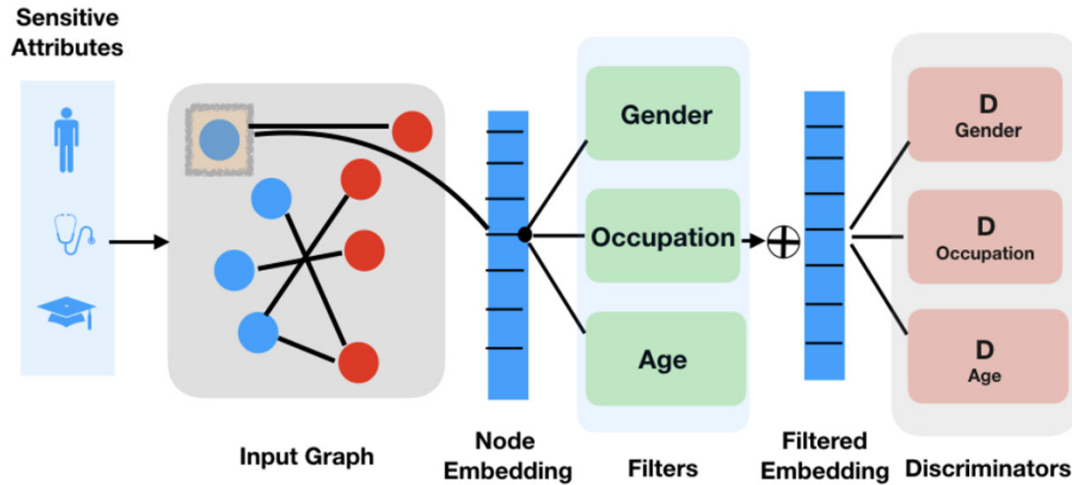 Sensitive
Attributes
Input Graph
Node
Embedding
Gender
Occupation
Age
Filters
Filtered
Embedding
D
Gender
D
Occupation
D
Age
Discriminators